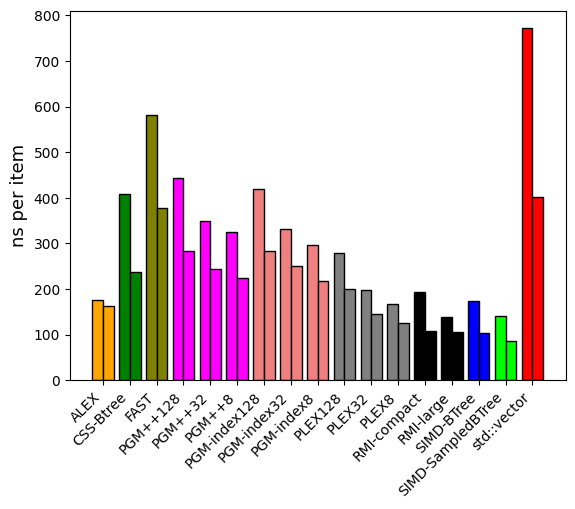 800
700
600
500
400
300
200
100
0
ns per item
ALEX
CSS-Btree
FAST
PGM++128
PGM++32
PGM++8
PGM-index128
PGM-index32
PGM-index8
PLEX128
PLEX32
PLEX8
RMI-compact
RMI-large
SIMD-BTree
SIMD-SampledBTree
std::vector